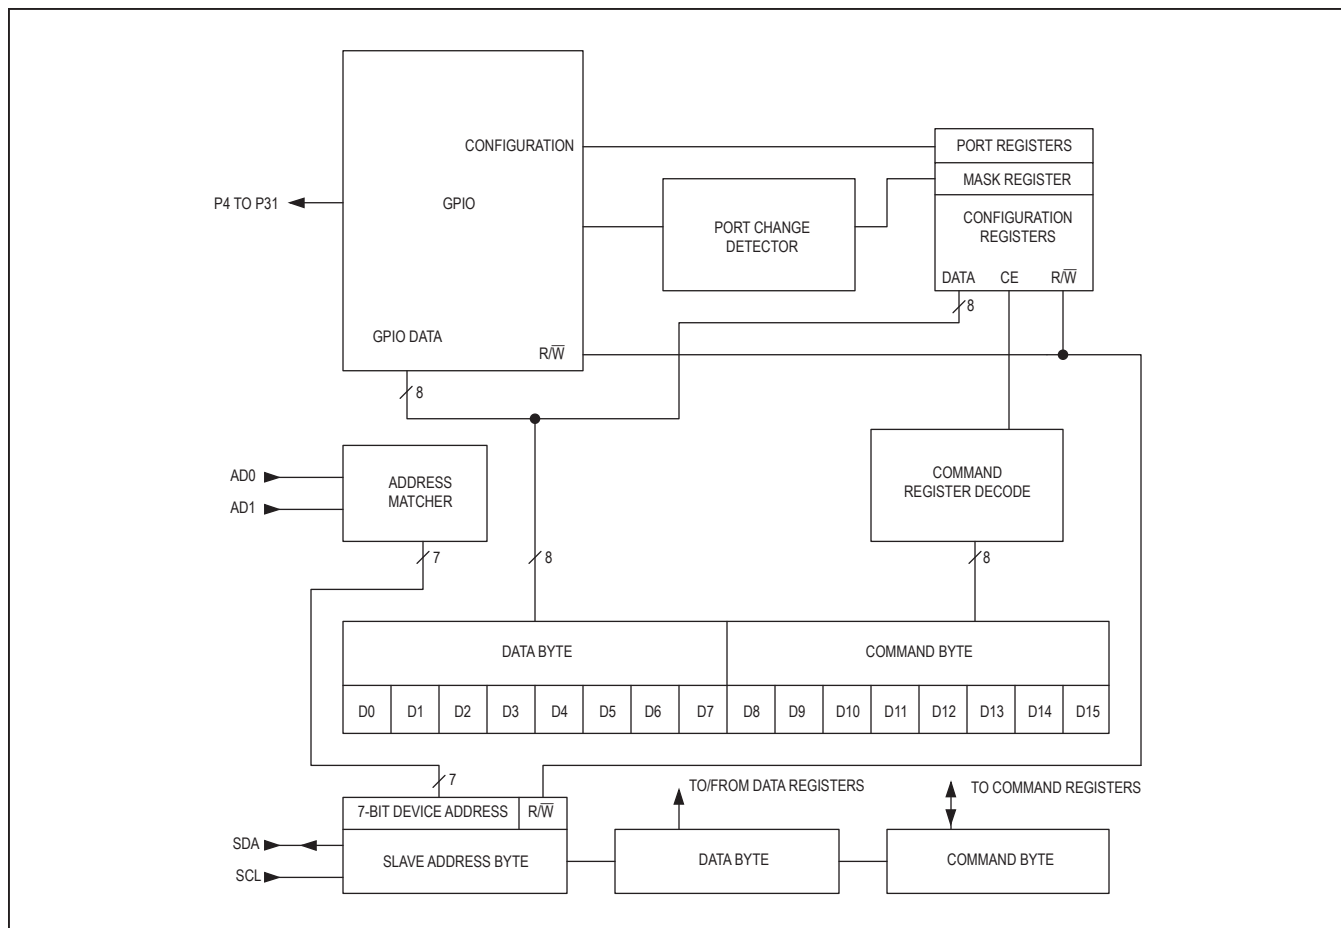 CONFIGURATION
PORT REGISTERS
MASK REGISTER
P4 TO P31
GPIO
PORT CHANGE
DETECTOR
CONFIGURATION
REGISTERS
DATA
CE
R/W̅
8
GPIO DATA
R/W̅
8
AD0
AD1
ADDRESS
MATCHER
COMMAND
REGISTER DECODE
7
8
8
DATA BYTE
COMMAND BYTE
D0
D1
D2
D3
D4
D5
D6
D7
D8
D9
D10
D11
D12
D13
D14
D15
7
TO/FROM DATA REGISTERS
TO COMMAND REGISTERS
7-BIT DEVICE ADDRESS
R/W̅
SDA
SCL
SLAVE ADDRESS BYTE
DATA BYTE
COMMAND BYTE